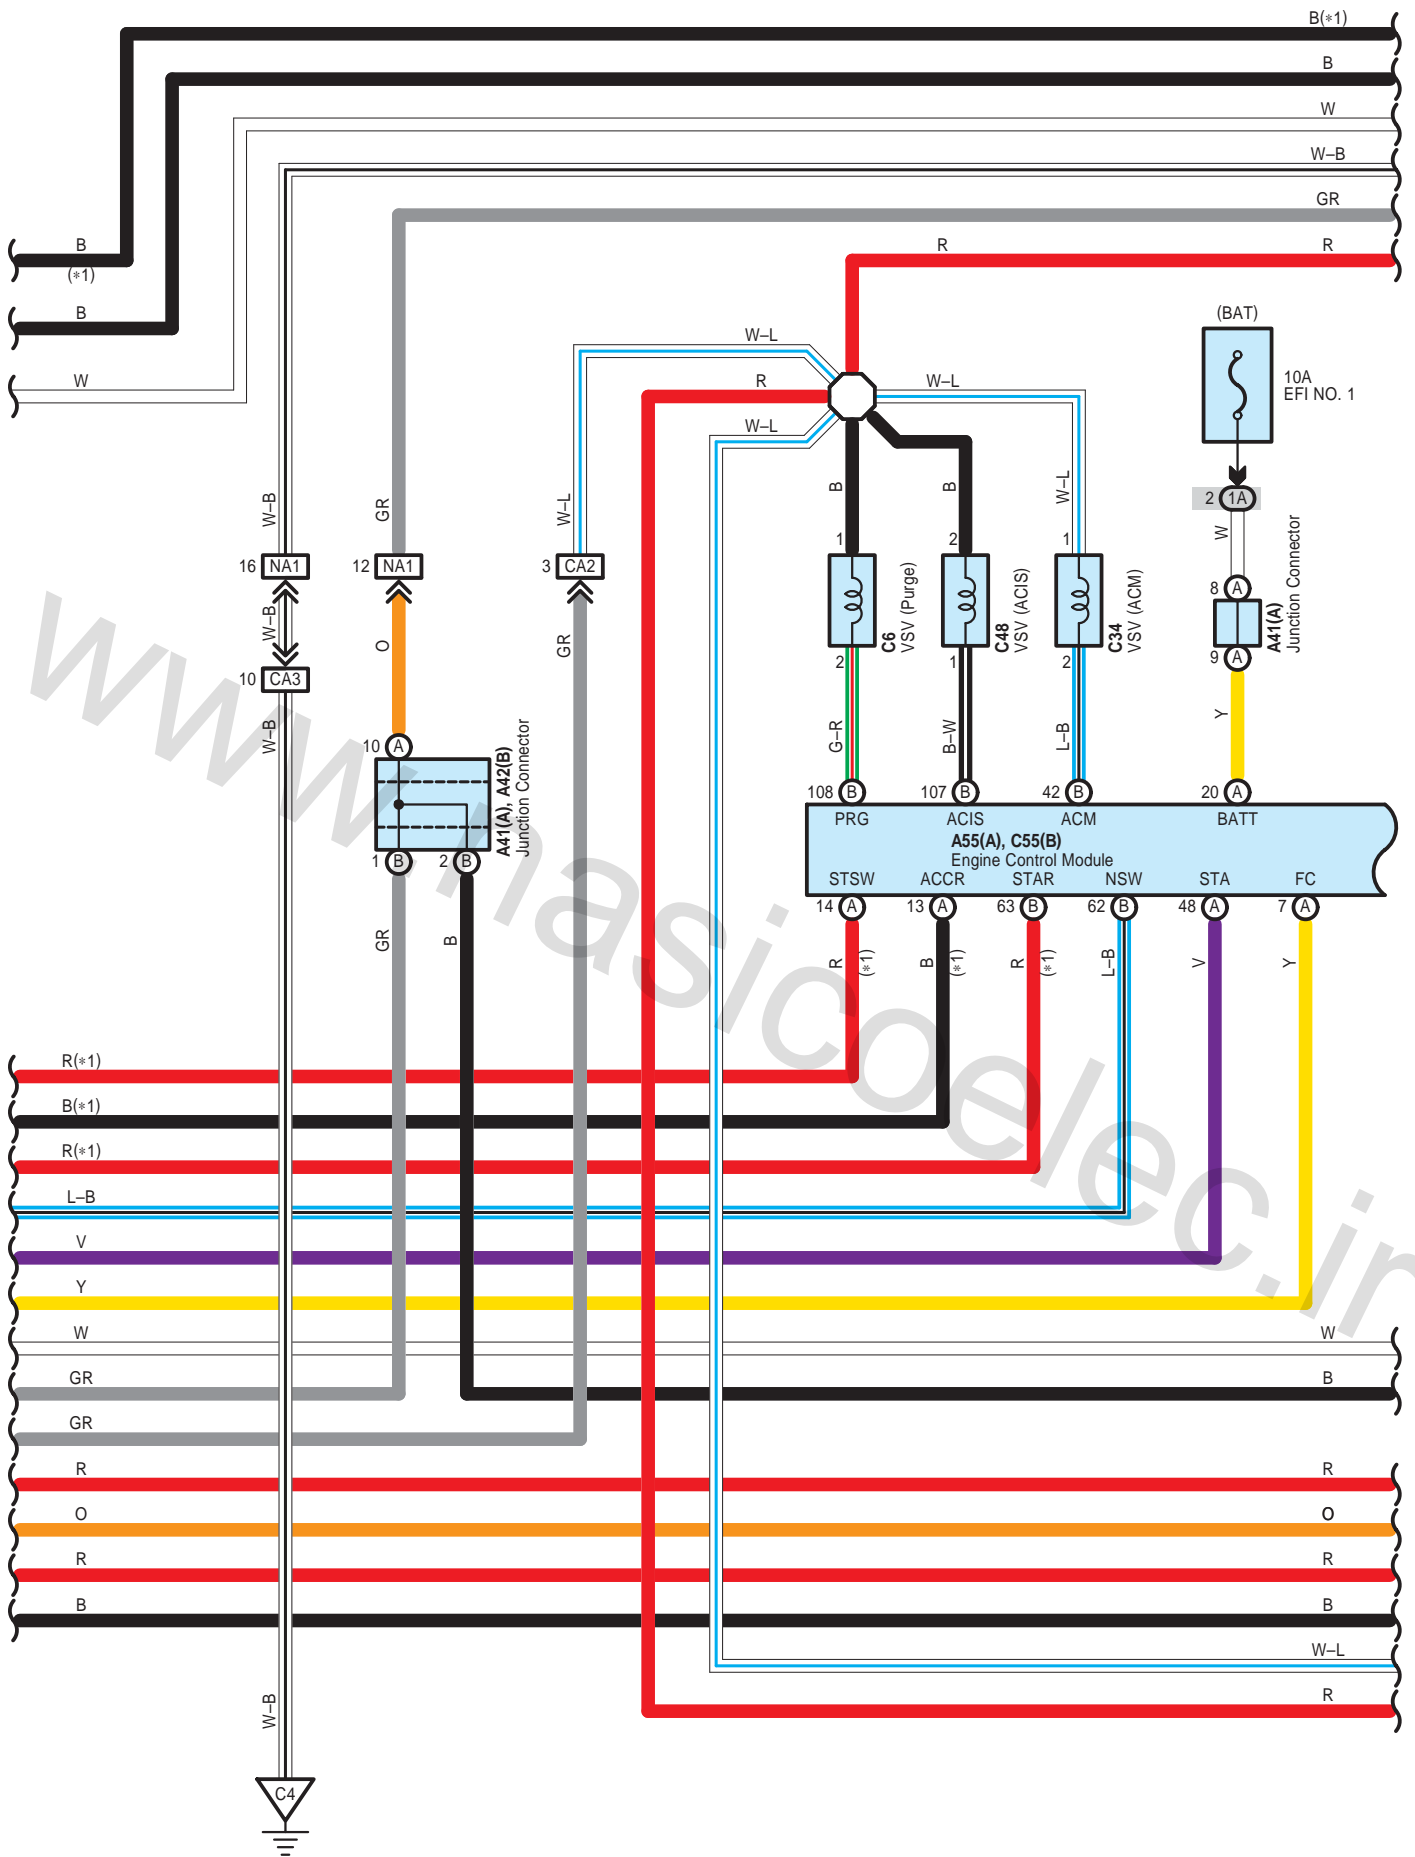 B(*1)
B
W
W–B
GR
B
(*1)
R
R
B
(BAT)
W–L
W
R
W–L
10A
EFI NO. 1
W–L
W–B
GR
W–L
B
B
W–L
2 1A
W
16 NA1
12 NA1
3 CA2
1
2
1
8 A
W–B
O
GR
C6
VSV (Purge)
C48
VSV (ACIS)
C34
VSV (ACM)
A41(A)
Junction Connector
2
1
2
9 A
10 CA3
W–B
G–R
B–W
L–B
Y
10 A
A41(A), A42(B)
Junction Connector
108 B
107 B
42 B
20 A
PRG
ACIS
ACM
BATT
A55(A), C55(B)
Engine Control Module
1 B
2 B
STSW
ACCR
STAR
NSW
STA
FC
14 A
13 A
63 B
62 B
48 A
7 A
GR
B
R
(*1)
B
(*1)
R
(*1)
L–B
V
Y
R(*1)
B(*1)
R(*1)
L–B
V
Y
W
W
GR
B
GR
R
R
O
O
R
R
B
B
W–L
R
W–B
C4
www.nasicoelec.ir